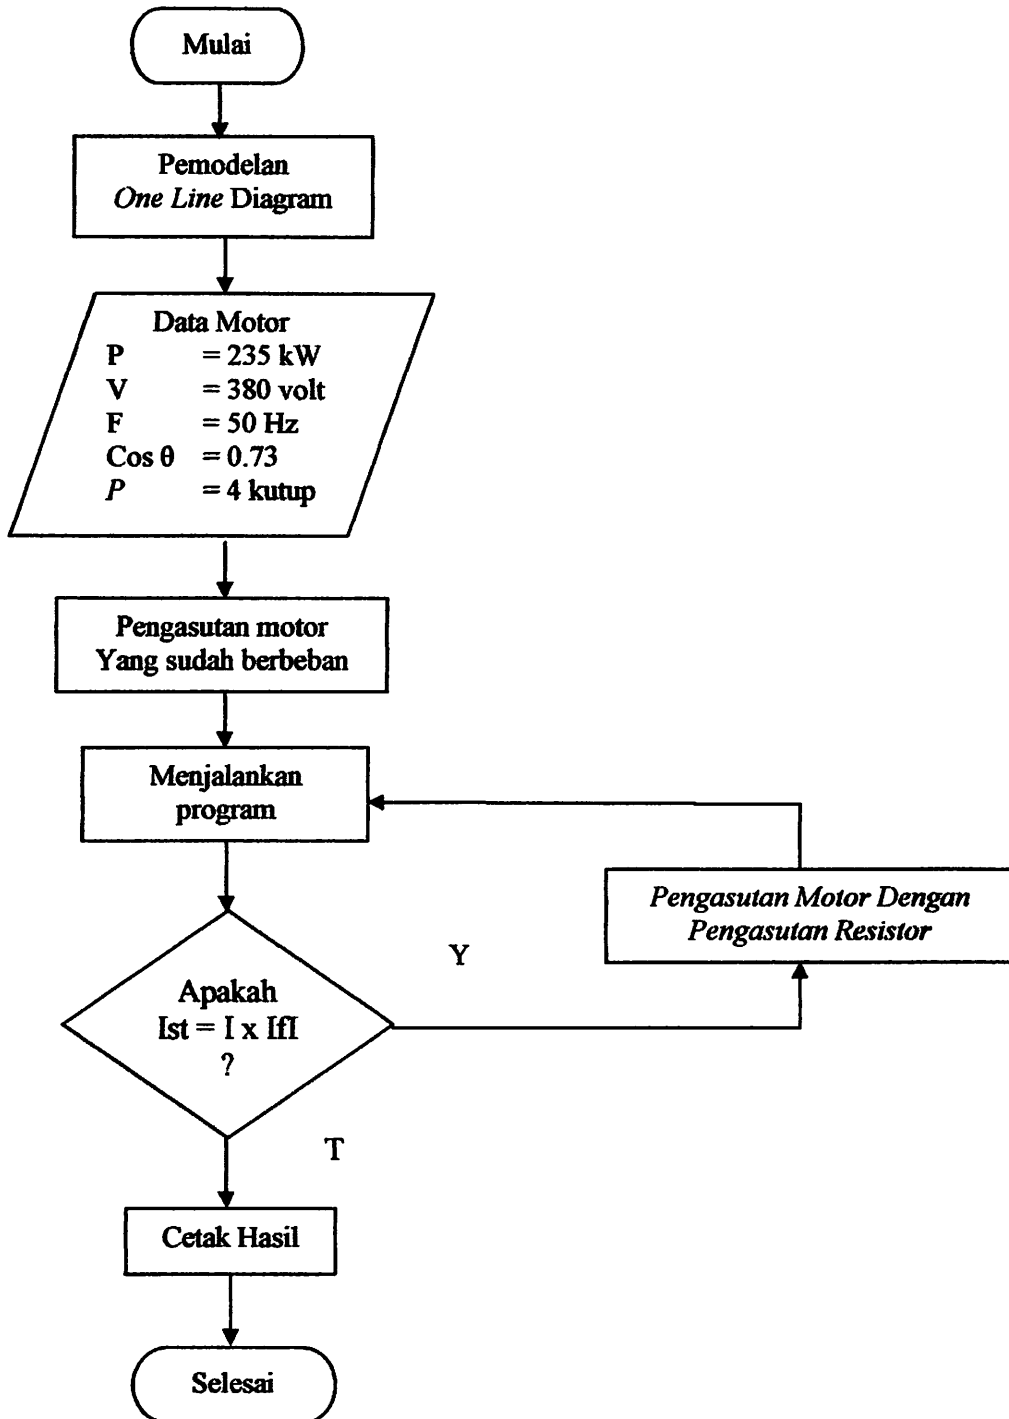 Mulai
Pemodelan
One Line Diagram
Data Motor
P = 235 kW
V = 380 volt
F = 50 Hz
Cos θ = 0.73
P = 4 kutup
Pengasutan motor
Yang sudah berbeban
Menjalankan
program
Pengasutan Motor Dengan
Pengasutan Resistor
Y
Apakah
Ist = I x IfI
?
T
Cetak Hasil
Selesai